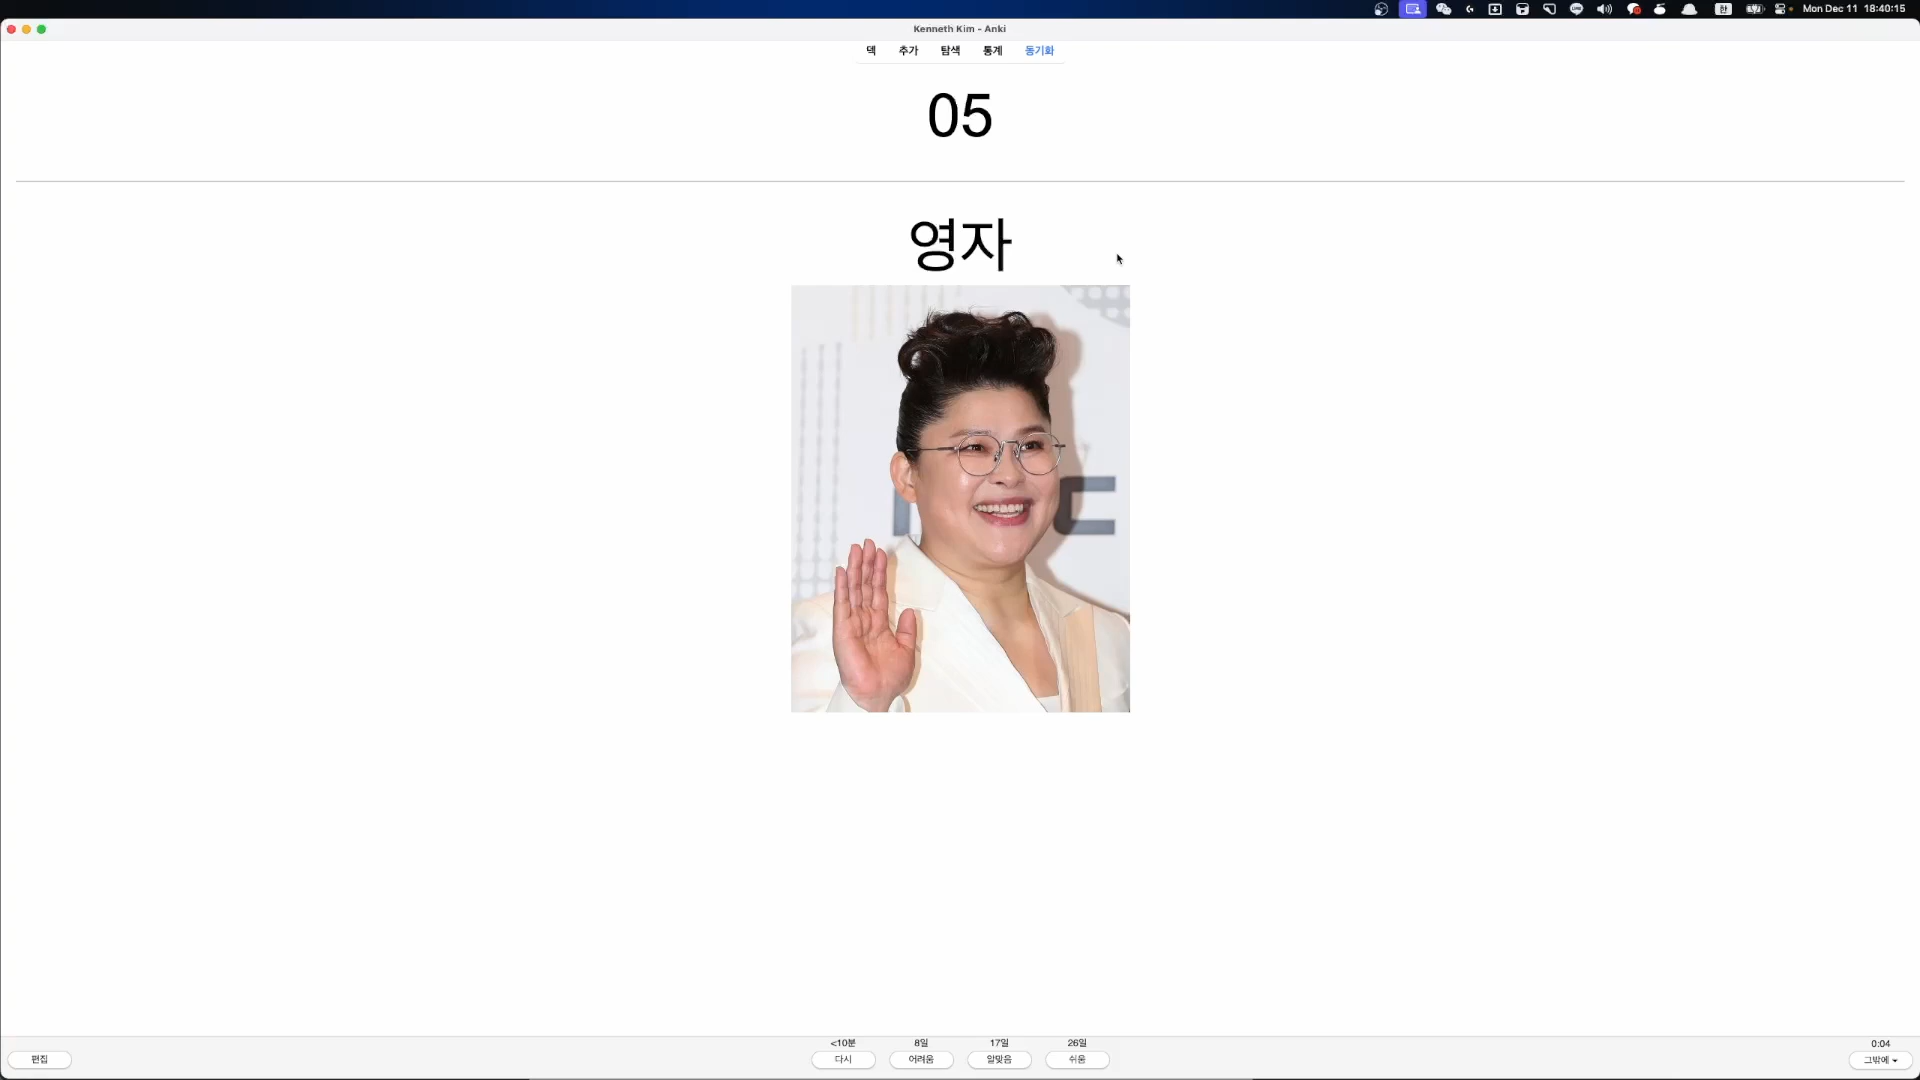 Mon Dec 11 18:40:15
Kenneth Kim - Anki
덱 추가 탐색 통계 동기화
05
영자
<10분 8일 17일 26일 0:04
편집 다시 어려움 알맞음 쉬움 그밖에